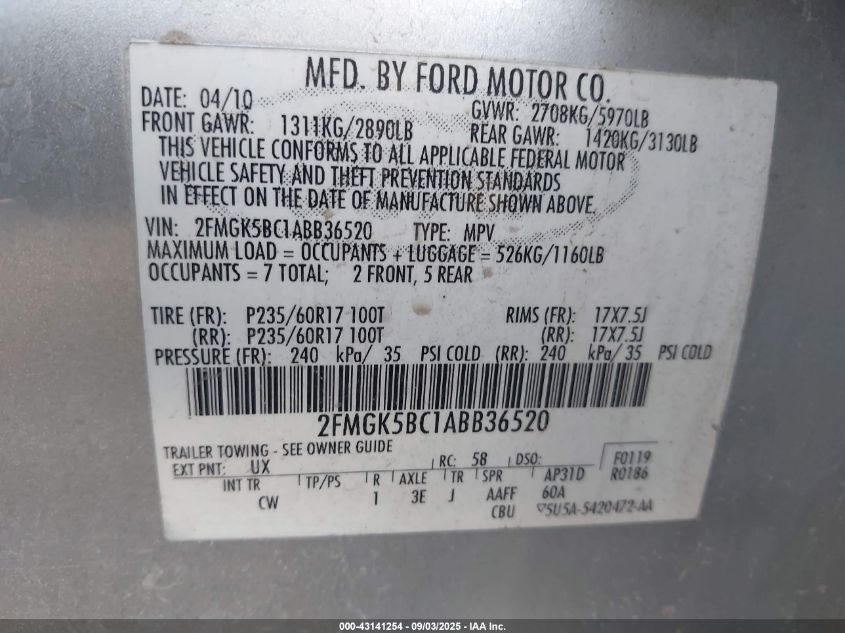 MFD. BY FORD MOTOR CO.
DATE: 04/10 GVWR: 2708KG/5970LB
FRONT GAWR: 1311KG/2890LB REAR GAWR: 1420KG/3130LB
THIS VEHICLE CONFORMS TO ALL APPLICABLE FEDERAL MOTOR
VEHICLE SAFETY AND THEFT PREVENTION STANDARDS
IN EFFECT ON THE DATE OF MANUFACTURE SHOWN ABOVE.
VIN: 2FMGK5BC1ABB36520 TYPE: MPV
MAXIMUM LOAD = OCCUPANTS + LUGGAGE = 526KG/1160LB
OCCUPANTS = 7 TOTAL; 2 FRONT, 5 REAR
TIRE (FR): P235/60R17 100T RIMS (FR): 17X7.5J
(RR): P235/60R17 100T (RR): 17X7.5J
PRESSURE (FR): 240 kPa/ 35 PSI COLD (RR): 240 kPa/ 35 PSI COLD
2FMGK5BC1ABB36520
TRAILER TOWING - SEE OWNER GUIDE
EXT PNT: UX RC: 58 DSO: F0119
R0186
INT TR TP/PS R AXLE TR SPR AP31D
CW 1 3E J AAFF 60A
CBU 5U5A-5420472-AA
000-43141254 - 09/03/2025 - IAA Inc.